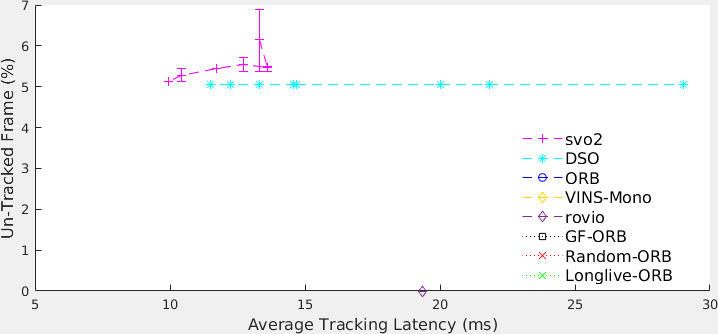 7
6
5
4
3
2
1
0
Un-Tracked Frame (%)
svo2
DSO
ORB
VINS-Mono
rovio
GF-ORB
Random-ORB
Longlive-ORB
5 10 15 20 25 30
Average Tracking Latency (ms)